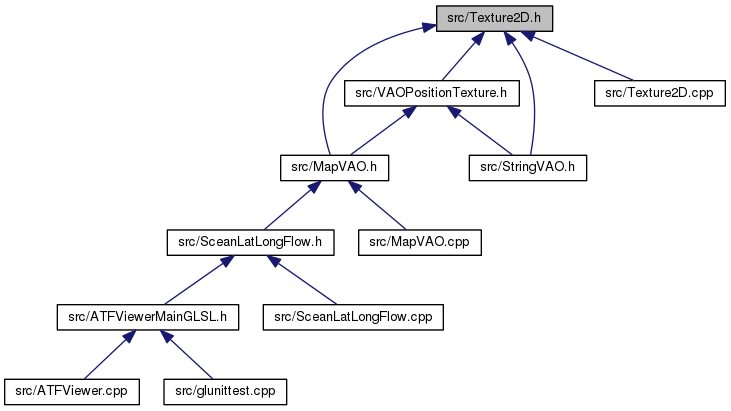 src/Texture2D.h
src/VAOPositionTexture.h
src/Texture2D.cpp
src/MapVAO.h
src/StringVAO.h
src/SceanLatLongFlow.h
src/MapVAO.cpp
src/ATFViewerMainGLSL.h
src/SceanLatLongFlow.cpp
src/ATFViewer.cpp
src/glunittest.cpp